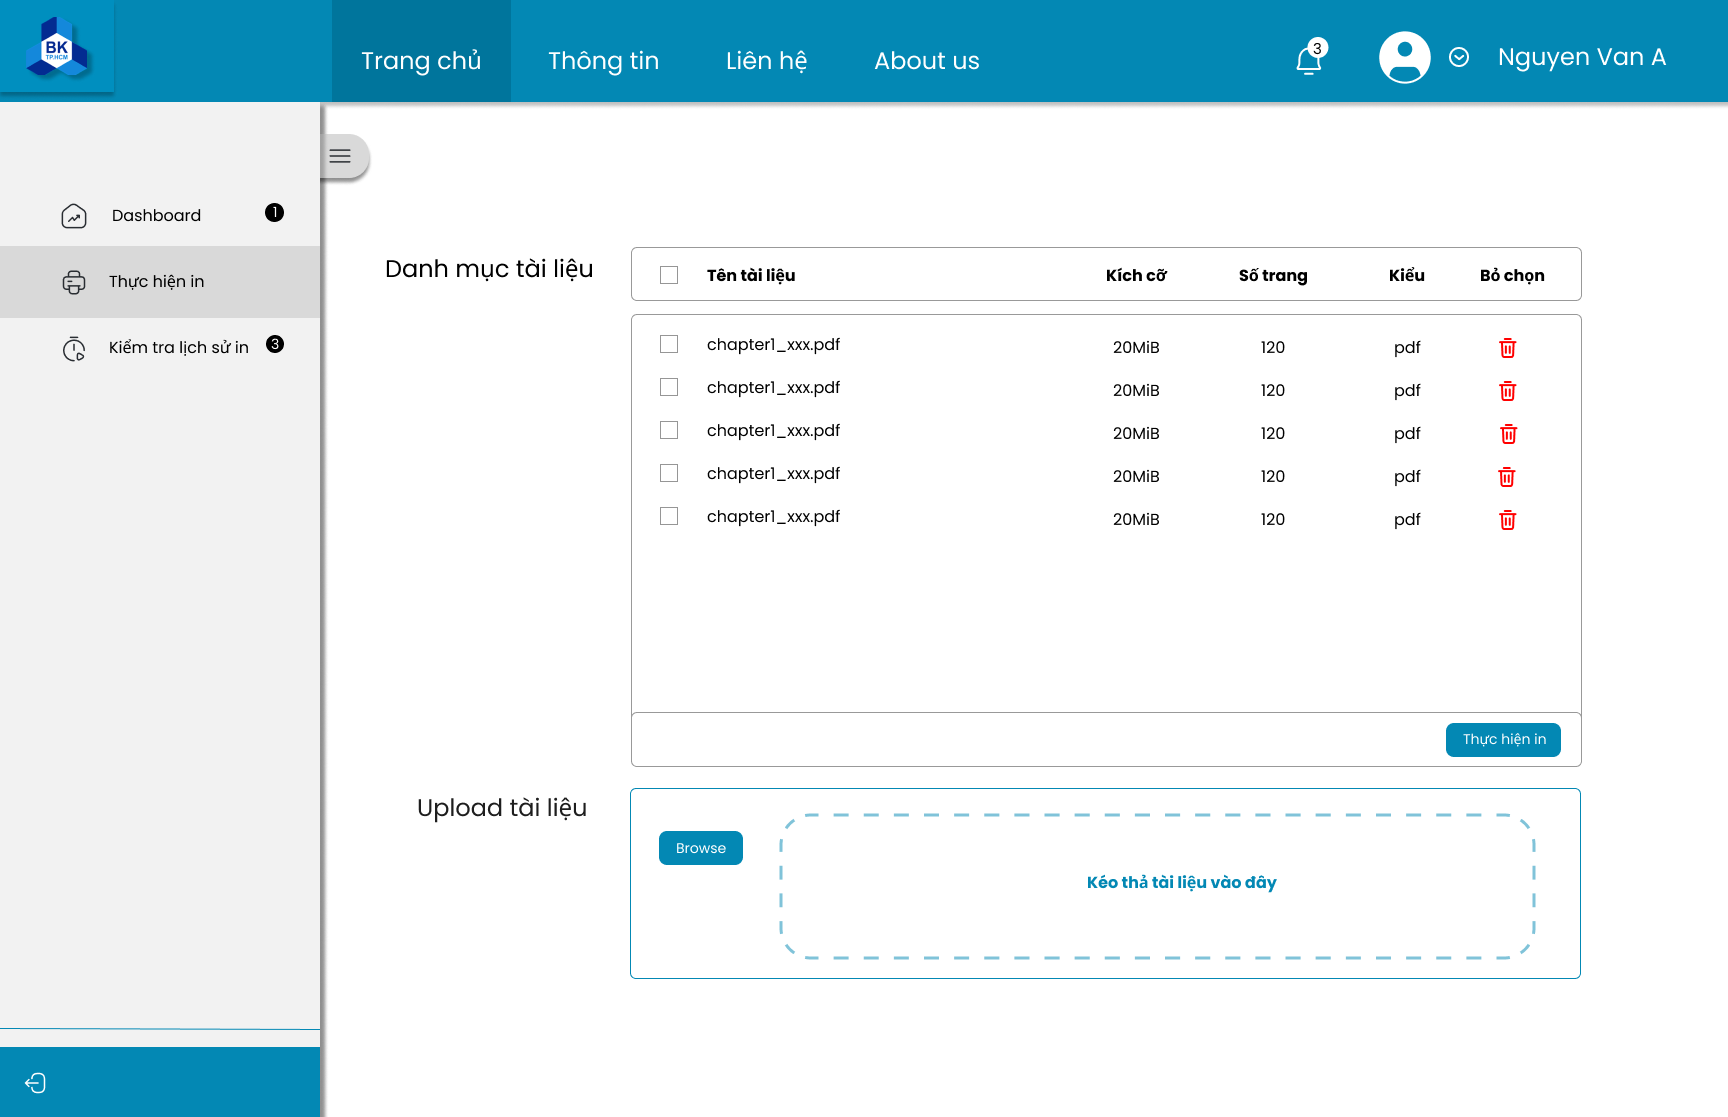 BK
TP.HCM
Trang chủ
Thông tin
Liên hệ
About us
3
Nguyen Van A
Dashboard
1
Thực hiện in
Kiểm tra lịch sử in
3
Danh mục tài liệu
Tên tài liệu
Kích cỡ
Số trang
Kiểu
Bỏ chọn
chapter1_xxx.pdf
20MiB
120
pdf
chapter1_xxx.pdf
20MiB
120
pdf
chapter1_xxx.pdf
20MiB
120
pdf
chapter1_xxx.pdf
20MiB
120
pdf
chapter1_xxx.pdf
20MiB
120
pdf
Thực hiện in
Upload tài liệu
Browse
Kéo thả tài liệu vào đây